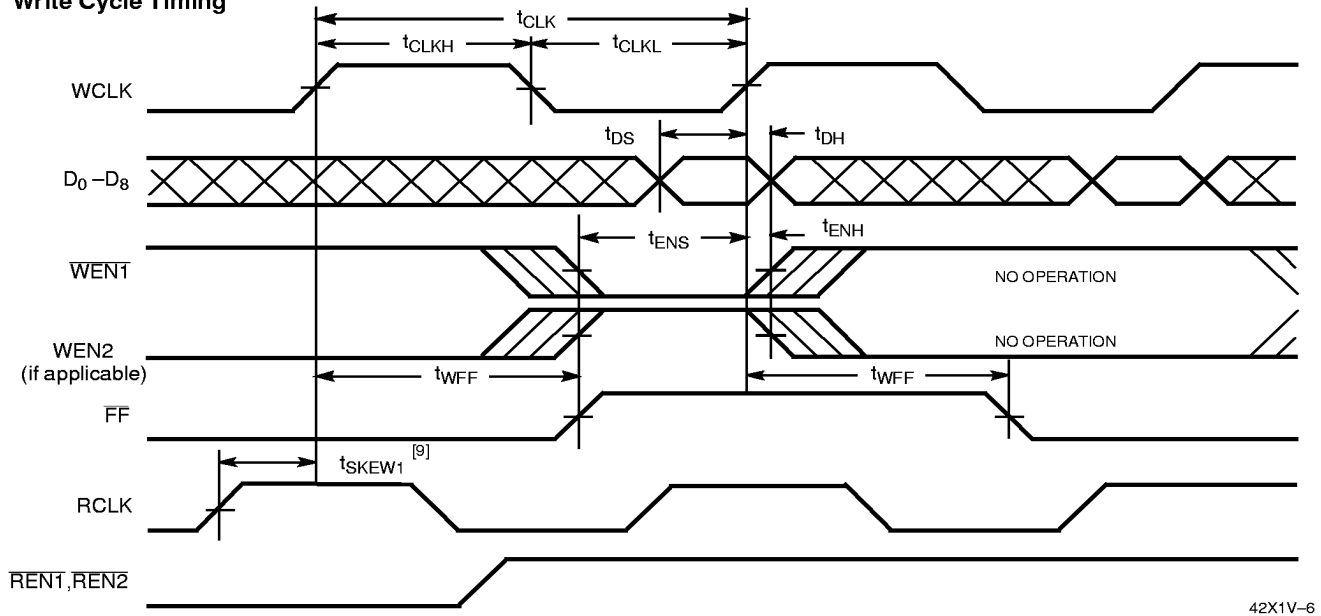 Write Cycle Timing
tCLK
tCLKH
tCLKL
WCLK
tDS
tDH
D0 –D8
tENS
tENH
WEN1
NO OPERATION
WEN2
(if applicable)
NO OPERATION
tWFF
tWFF
FF
tSKEW1 [9]
RCLK
REN1,REN2
42X1V–6